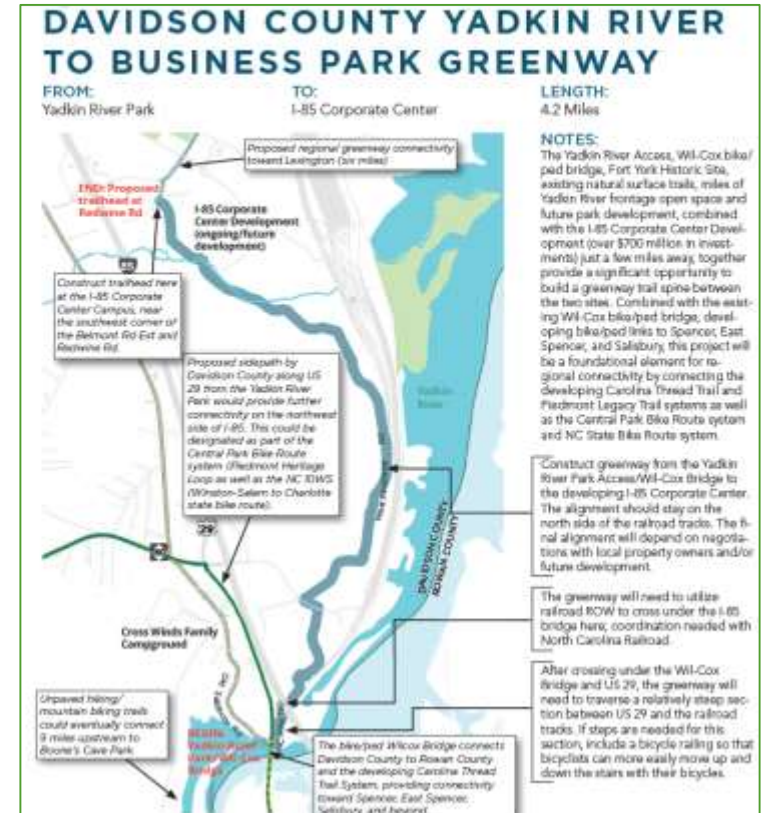 DAVIDSON COUNTY YADKIN RIVER
TO BUSINESS PARK GREENWAY
FROM:
Yadkin River Park
TO:
I-85 Corporate Center
LENGTH:
4.2 Miles
NOTES:
The Yadkin River Access, Wil-Cox bike/
ped bridge, Fort York Historic Site,
existing natural surface trails, miles of
Yadkin River frontage open space and
future park development, combined
with the I-85 Corporate Center Devel-
opment (over $700 million in invest-
ments) just a few miles away, together
provide a significant opportunity to
build a greenway trail spine between
the two sites. Combined with the exist-
ing Wil-Cox bike/ped bridge, devel-
oping bike/ped links to Spencer, East
Spencer, and Salisbury, this project will
be a foundational element for re-
gional connectivity by connecting the
developing Carolina Thread Trail and
Piedmont Legacy Trail systems as well
as the Central Park Bike Route system
and NC State Bike Route system.
Construct greenway from the Yadkin
River Park Access/Wil-Cox Bridge to
the developing I-85 Corporate Center.
The alignment should stay on the
north side of the railroad tracks. The fi-
nal alignment will depend on negotia-
tions with local property owners and/or
future development.
The greenway will need to utilize
railroad ROW to cross under the I-85
bridge here; coordination needed with
North Carolina Railroad.
After crossing under the Wil-Cox
Bridge and US 29, the greenway will
need to traverse a relatively steep sec-
tion between US 29 and the railroad
tracks. If steps are needed for this
section, include a bicycle railing so that
bicyclists can more easily move up and
down the stairs with their bicycles.
Proposed regional greenway connectivity
toward Lexington (six miles)
END: Proposed
trailhead at
Redwine Rd
I-85 Corporate
Center Development
(ongoing/future
development)
85
Construct trailhead here
at the I-85 Corporate
Center Campus, near
the southwest corner of
the Belmont Rd Ext and
Redwine Rd.
Proposed sidepath by
Davidson County along US
29 from the Yadkin River
Park would provide further
connectivity on the northwest
side of I-85. This could be
designated as part of the
Central Park Bike Route
system (Piedmont Heritage
Loop as well as the NC 10WS
(Winston-Salem to Charlotte
state bike route).
Yadkin
River
29
DAVIDSON COUNTY
ROWAN COUNTY
Cross Winds Family
Campground
Unpaved hiking/
mountain biking trails
could eventually connect
9 miles upstream to
Boone's Cave Park
BEGIN:
Yadkin River
Park/Wil-Cox
Bridge
The bike/ped Wilcox Bridge connects
Davidson County to Rowan County
and the developing Carolina Thread
Trail System, providing connectivity
toward Spencer, East Spencer,
Salisbury, and beyond